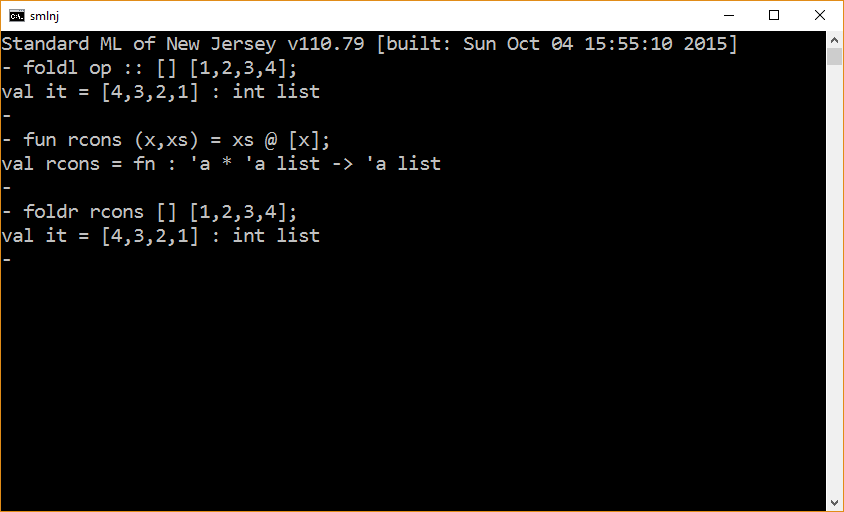 smlnj
Standard ML of New Jersey v110.79 [built: Sun Oct 04 15:55:10 2015]
- foldl op :: [] [1,2,3,4];
val it = [4,3,2,1] : int list
-
- fun rcons (x,xs) = xs @ [x];
val rcons = fn : 'a * 'a list -> 'a list
-
- foldr rcons [] [1,2,3,4];
val it = [4,3,2,1] : int list
-